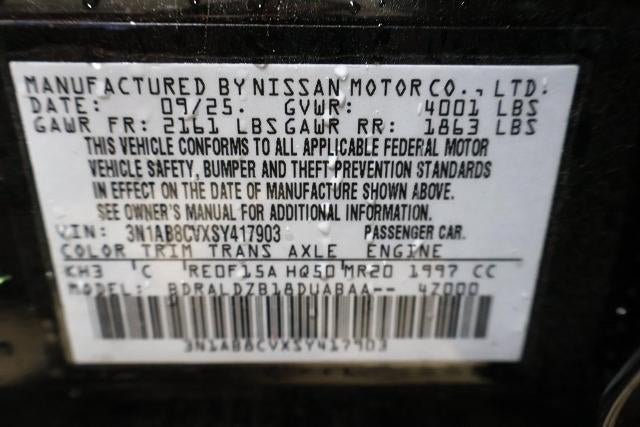 MANUFACTURED BY NISSAN MOTOR CO., LTD.
DATE: 09/25. GVWR: 4001 LBS
GAWR FR: 2161 LBS GAWR RR: 1863 LBS
THIS VEHICLE CONFORMS TO ALL APPLICABLE FEDERAL MOTOR
VEHICLE SAFETY, BUMPER AND THEFT PREVENTION STANDARDS
IN EFFECT ON THE DATE OF MANUFACTURE SHOWN ABOVE.
SEE OWNER'S MANUAL FOR ADDITIONAL INFORMATION.
VIN: 3N1AB8CVXSY417903 PASSENGER CAR.
COLOR TRIM TRANS AXLE ENGINE
KH3 C RE0F15A HQ50 MR20 1997 CC
MODEL: BDRALDZB18DUABAA-- 4Z000
3N1AB8CVXSY417903